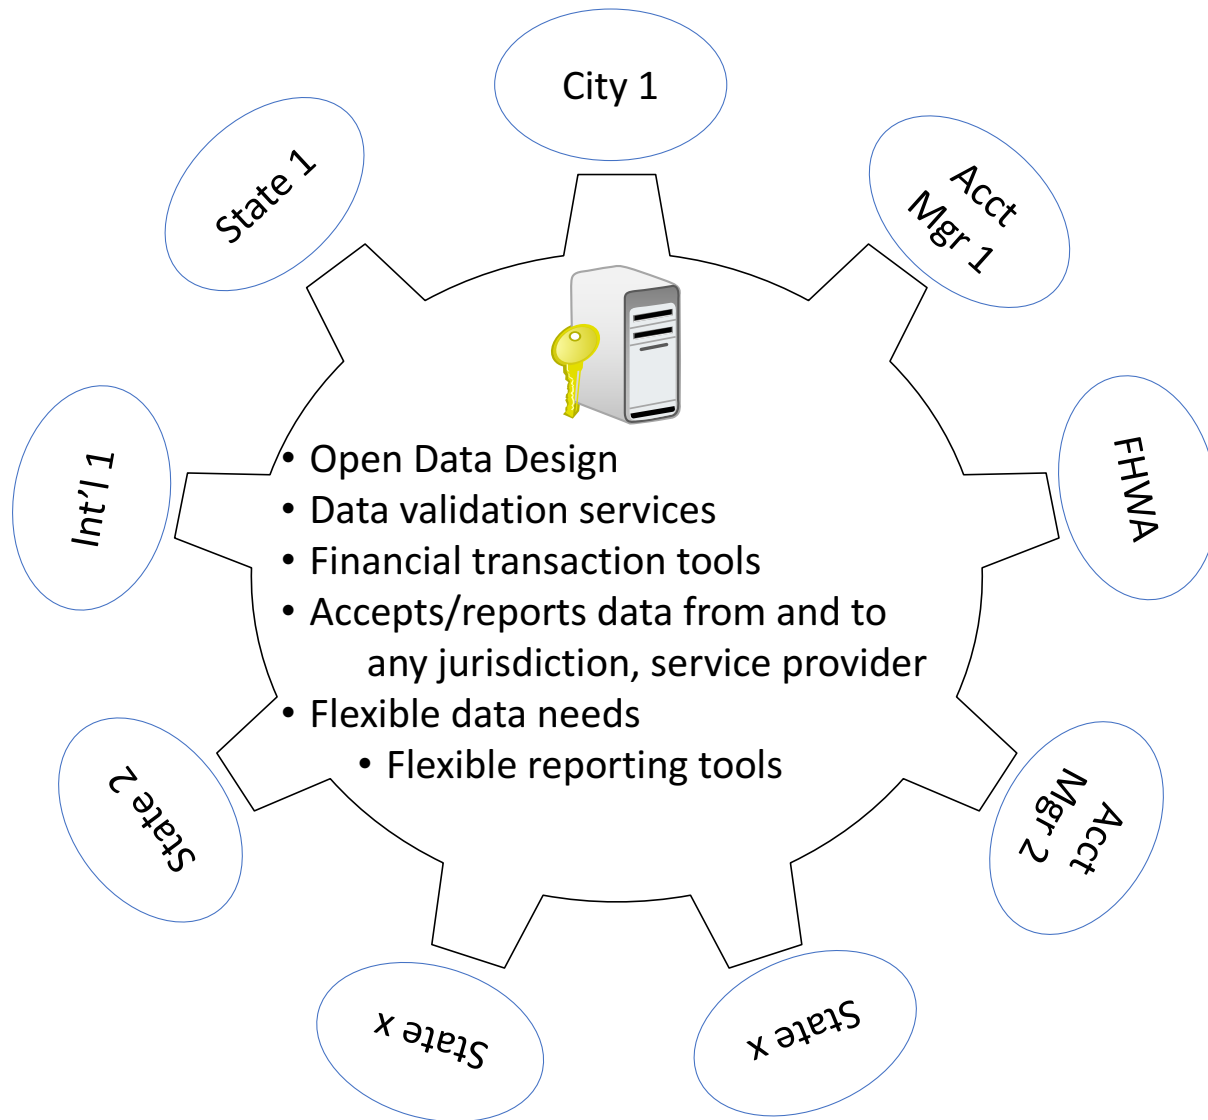 City 1
State 1
Acct
Mgr 1
Int'l 1
FHWA
• Open Data Design
• Data validation services
• Financial transaction tools
• Accepts/reports data from and to
any jurisdiction, service provider
• Flexible data needs
• Flexible reporting tools
State 2
Acct
Mgr 2
State x
State x